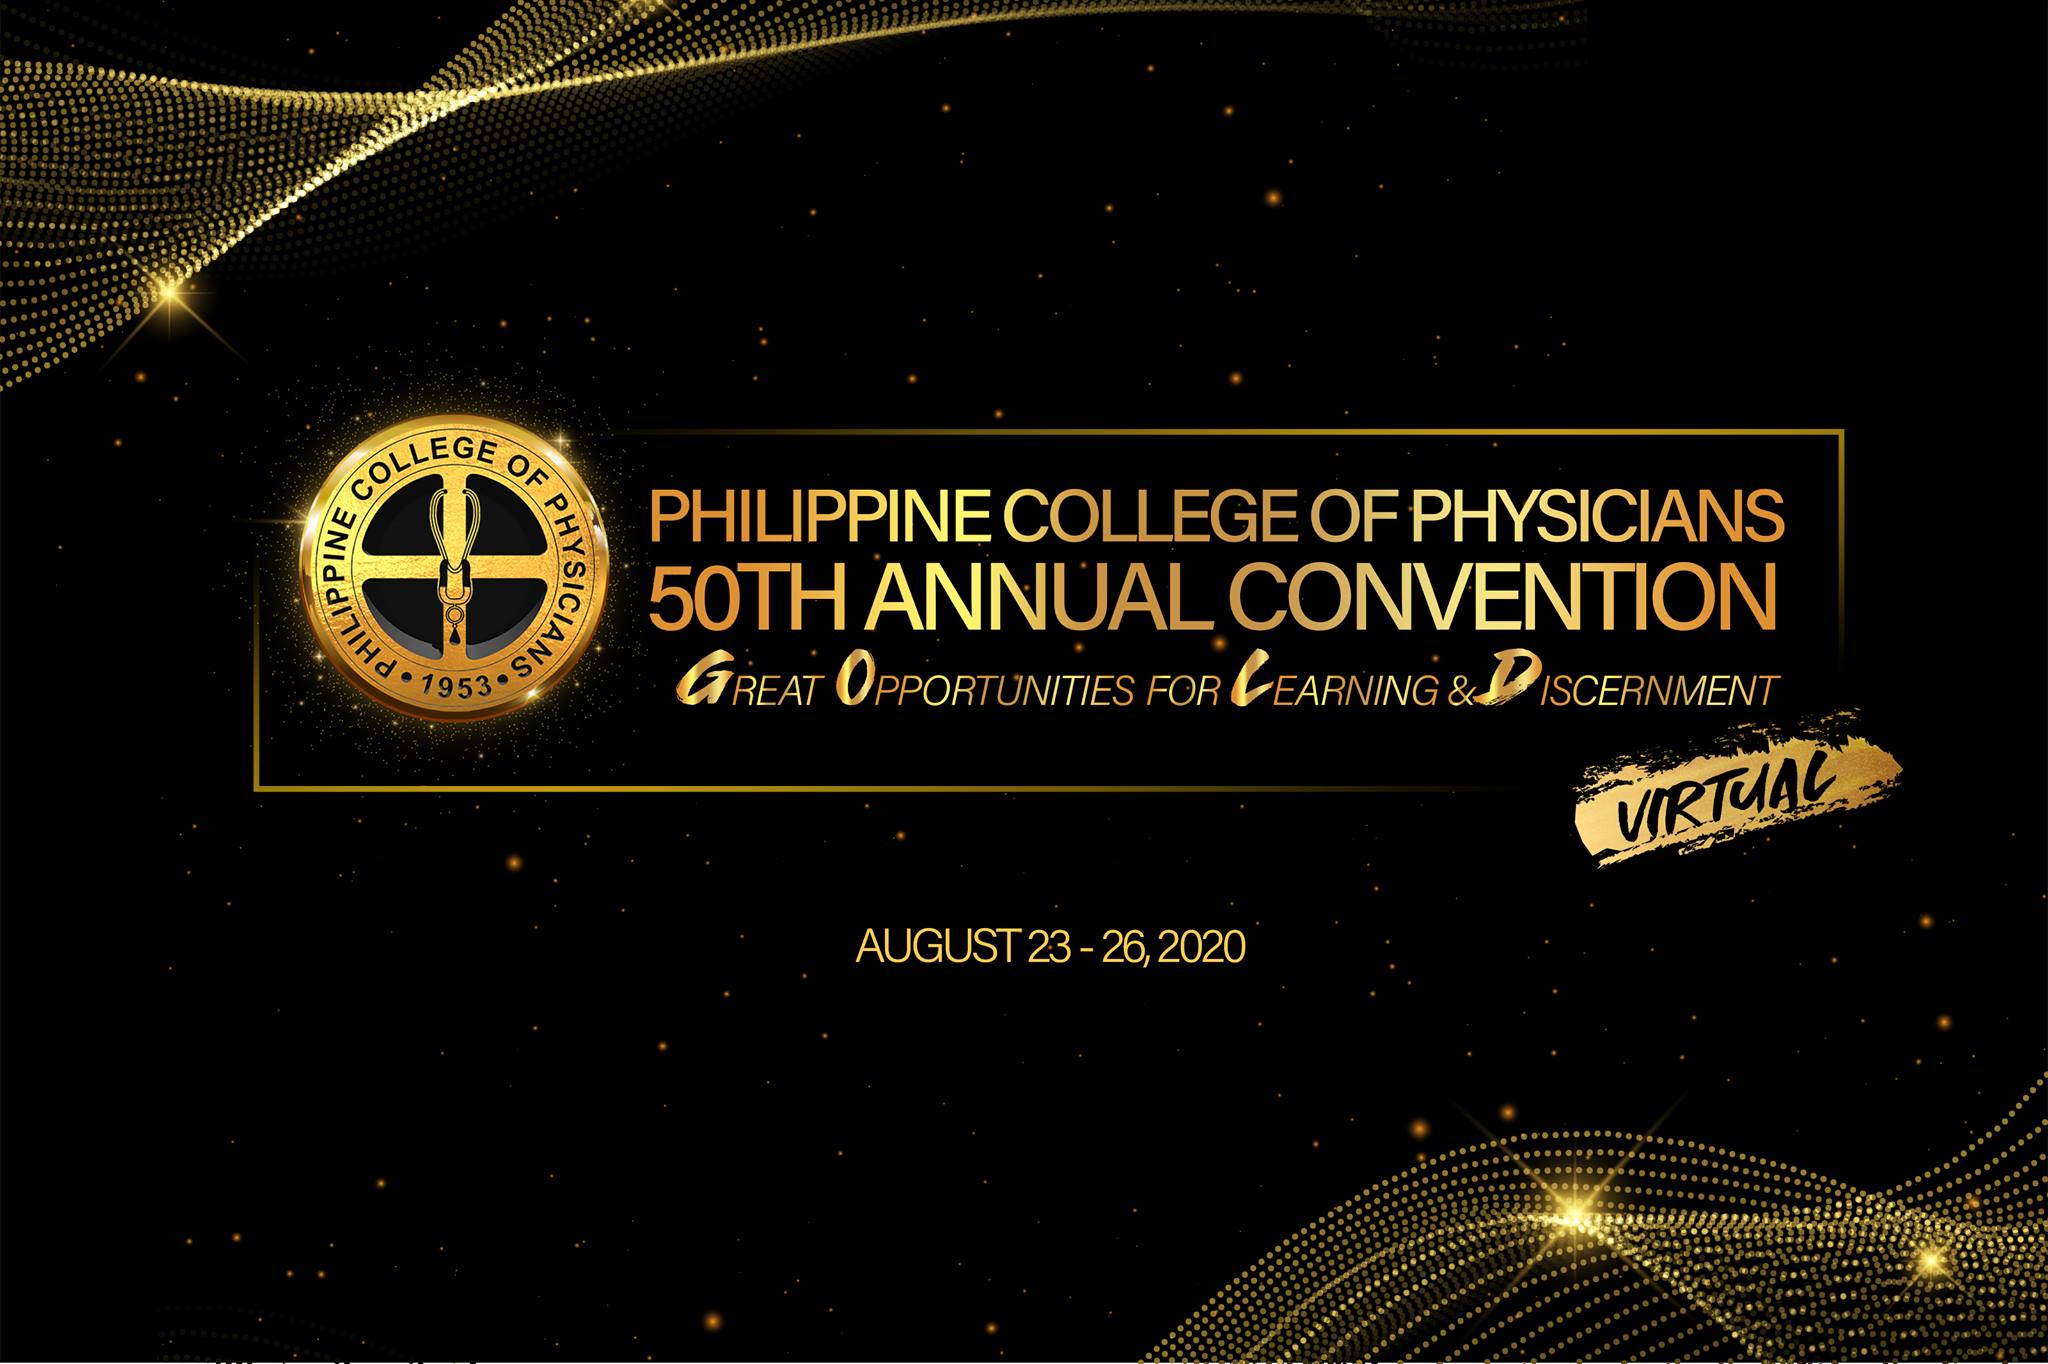 PHILIPPINE COLLEGE OF PHYSICIANS
• 1953 •
PHILIPPINE COLLEGE OF PHYSICIANS
50TH ANNUAL CONVENTION
GREAT OPPORTUNITIES FOR LEARNING & DISCERNMENT
VIRTUAL
AUGUST 23 - 26, 2020